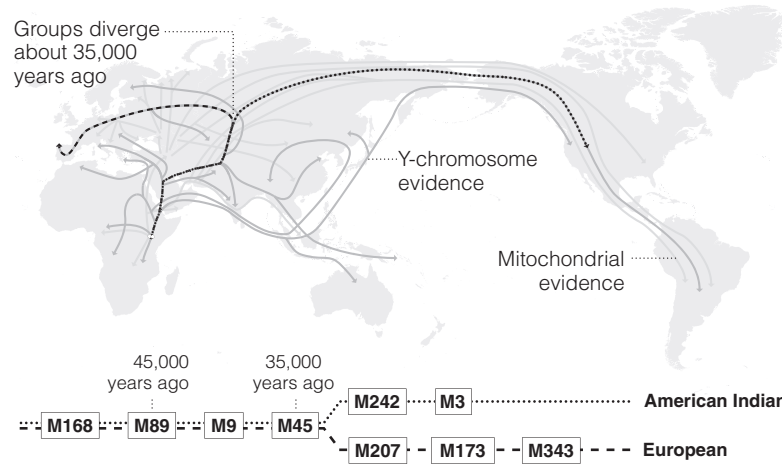 Groups diverge
about 35,000
years ago
Y-chromosome
evidence
Mitochondrial
evidence
45,000
years ago
35,000
years ago
M168
M89
M9
M45
M242
M3
American Indian
M207
M173
M343
European